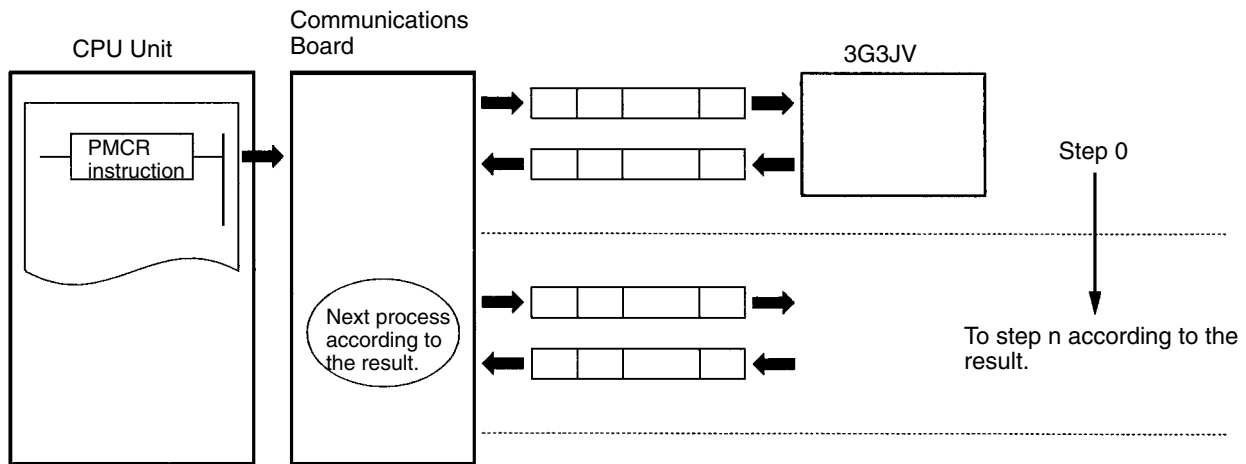 Communications
Board
CPU Unit
3G3JV
PMCR
instruction
Step 0
Next process
according to
the result.
To step n according to the
result.